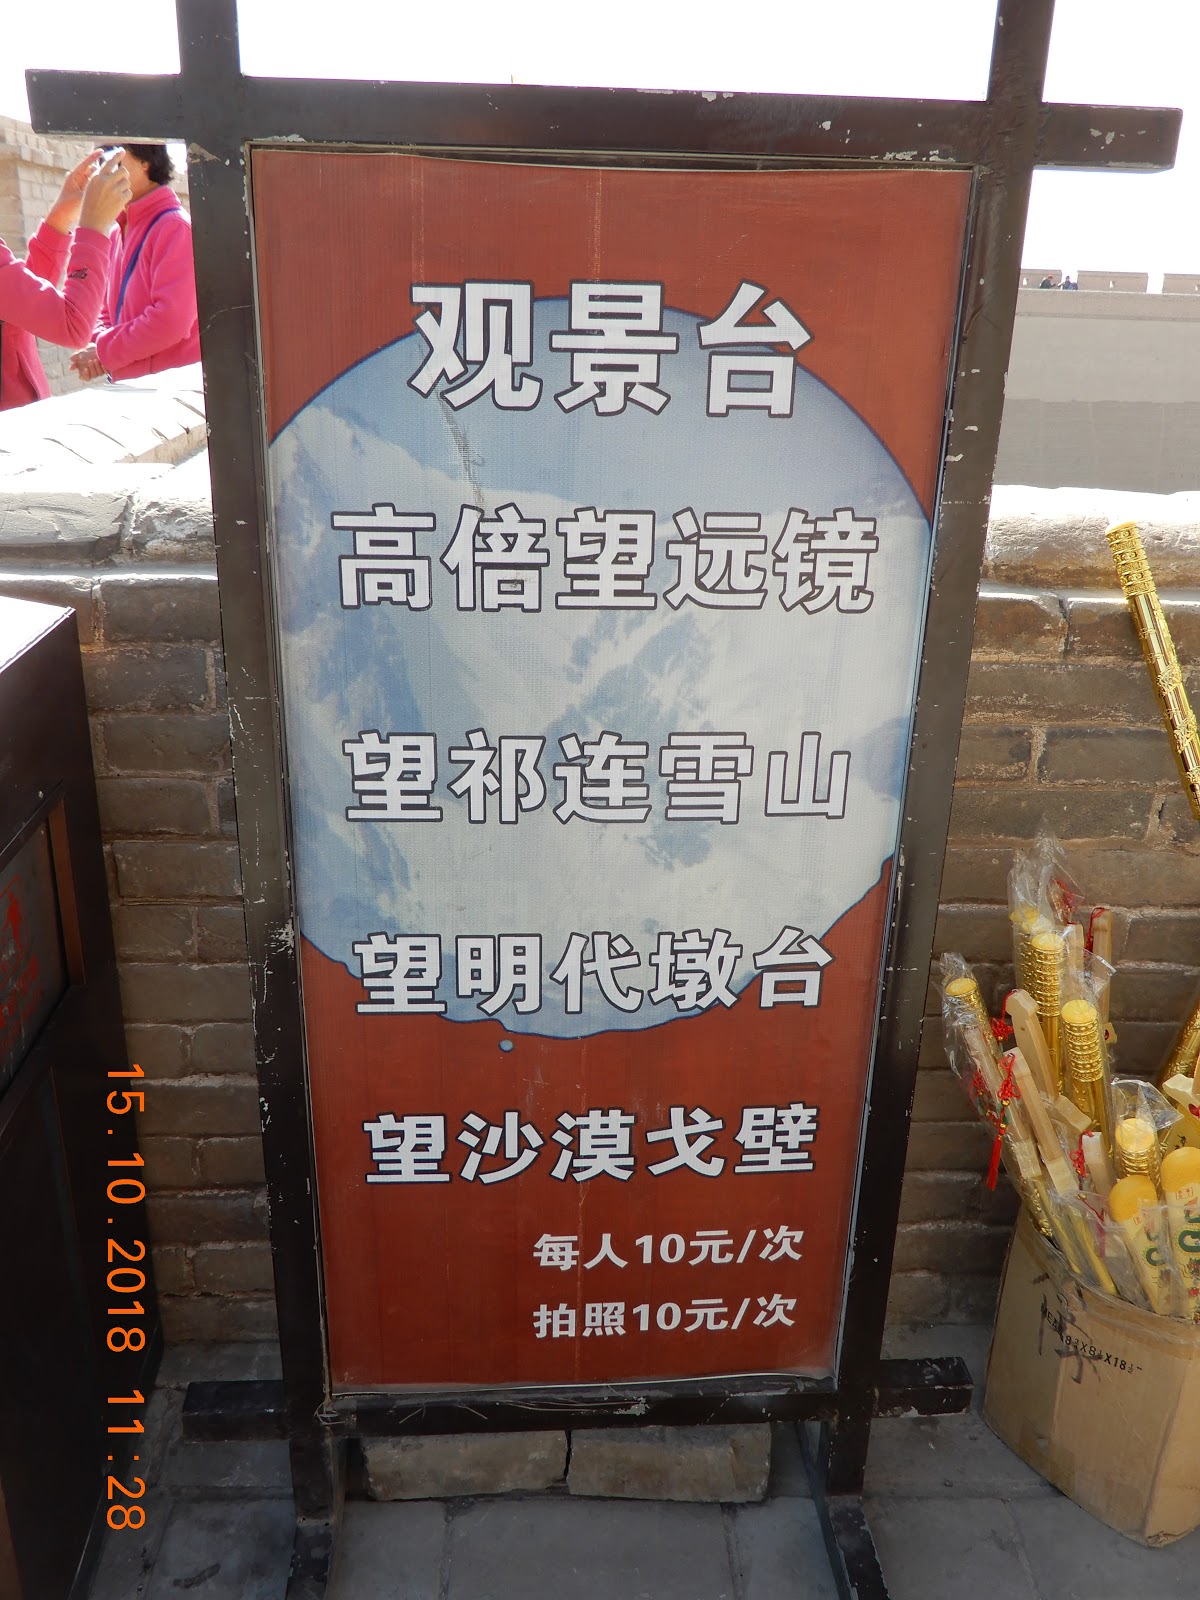 观景台
高倍望远镜
望祁连雪山
望明代墩台
望沙漠戈壁
每人10元/次
拍照10元/次
15.10.2018 11:28